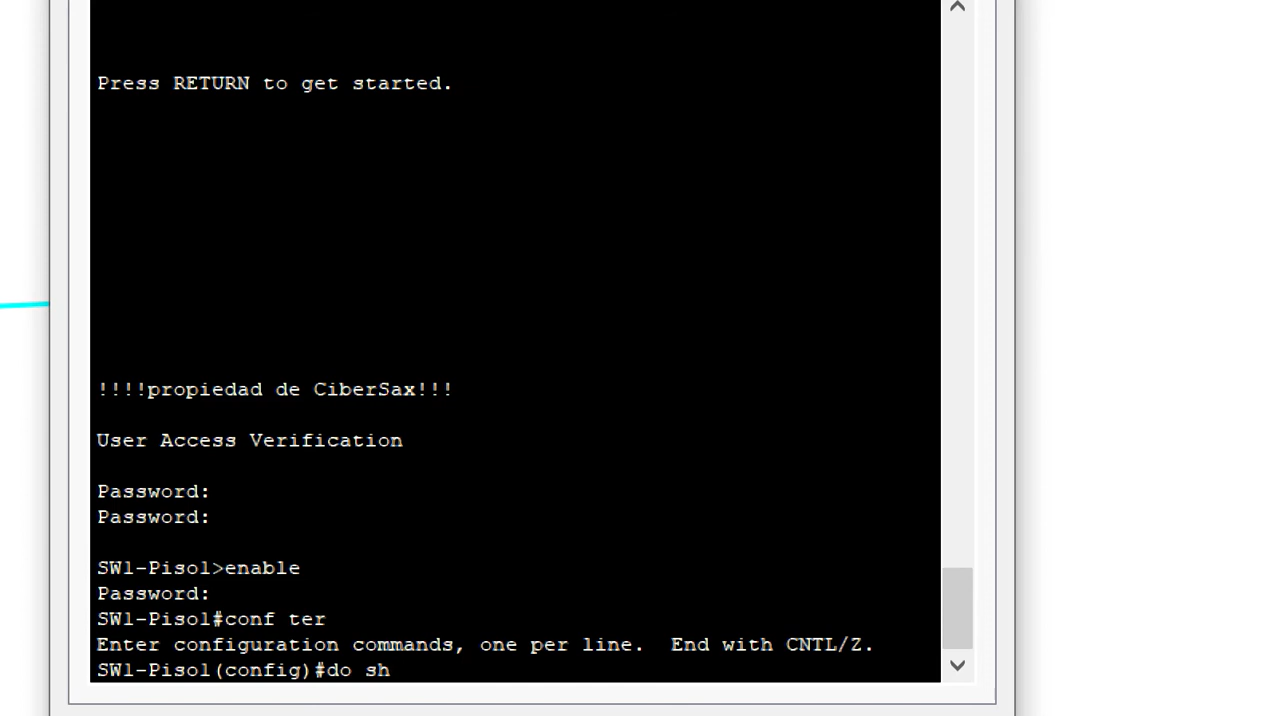 Press RETURN to get started.
!!!!propiedad de CiberSax!!!
User Access Verification
Password:
Password:
SW1-Piso1>enable
Password:
SW1-Piso1#conf ter
Enter configuration commands, one per line.  End with CNTL/Z.
SW1-Piso1(config)#do sh